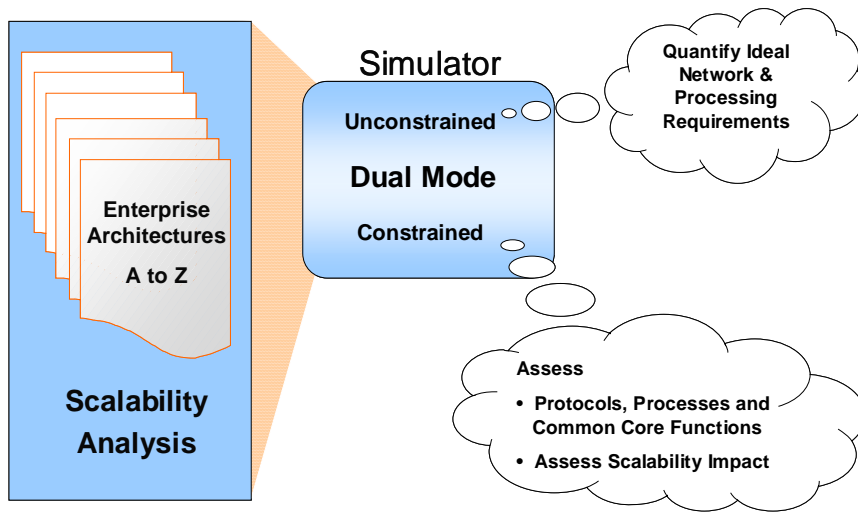 Enterprise
Architectures
A to Z
Scalability
Analysis
Simulator
Unconstrained
Dual Mode
Constrained
Quantify Ideal
Network &
Processing
Requirements
Assess
• Protocols, Processes and
Common Core Functions
• Assess Scalability Impact